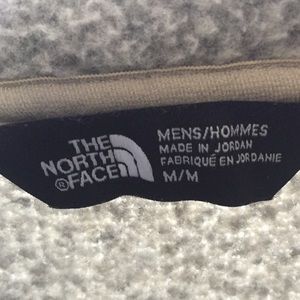 THE
NORTH
FACE
®
MENS/HOMMES
MADE IN JORDAN
FABRIQUÉ EN JORDANIE
M/M